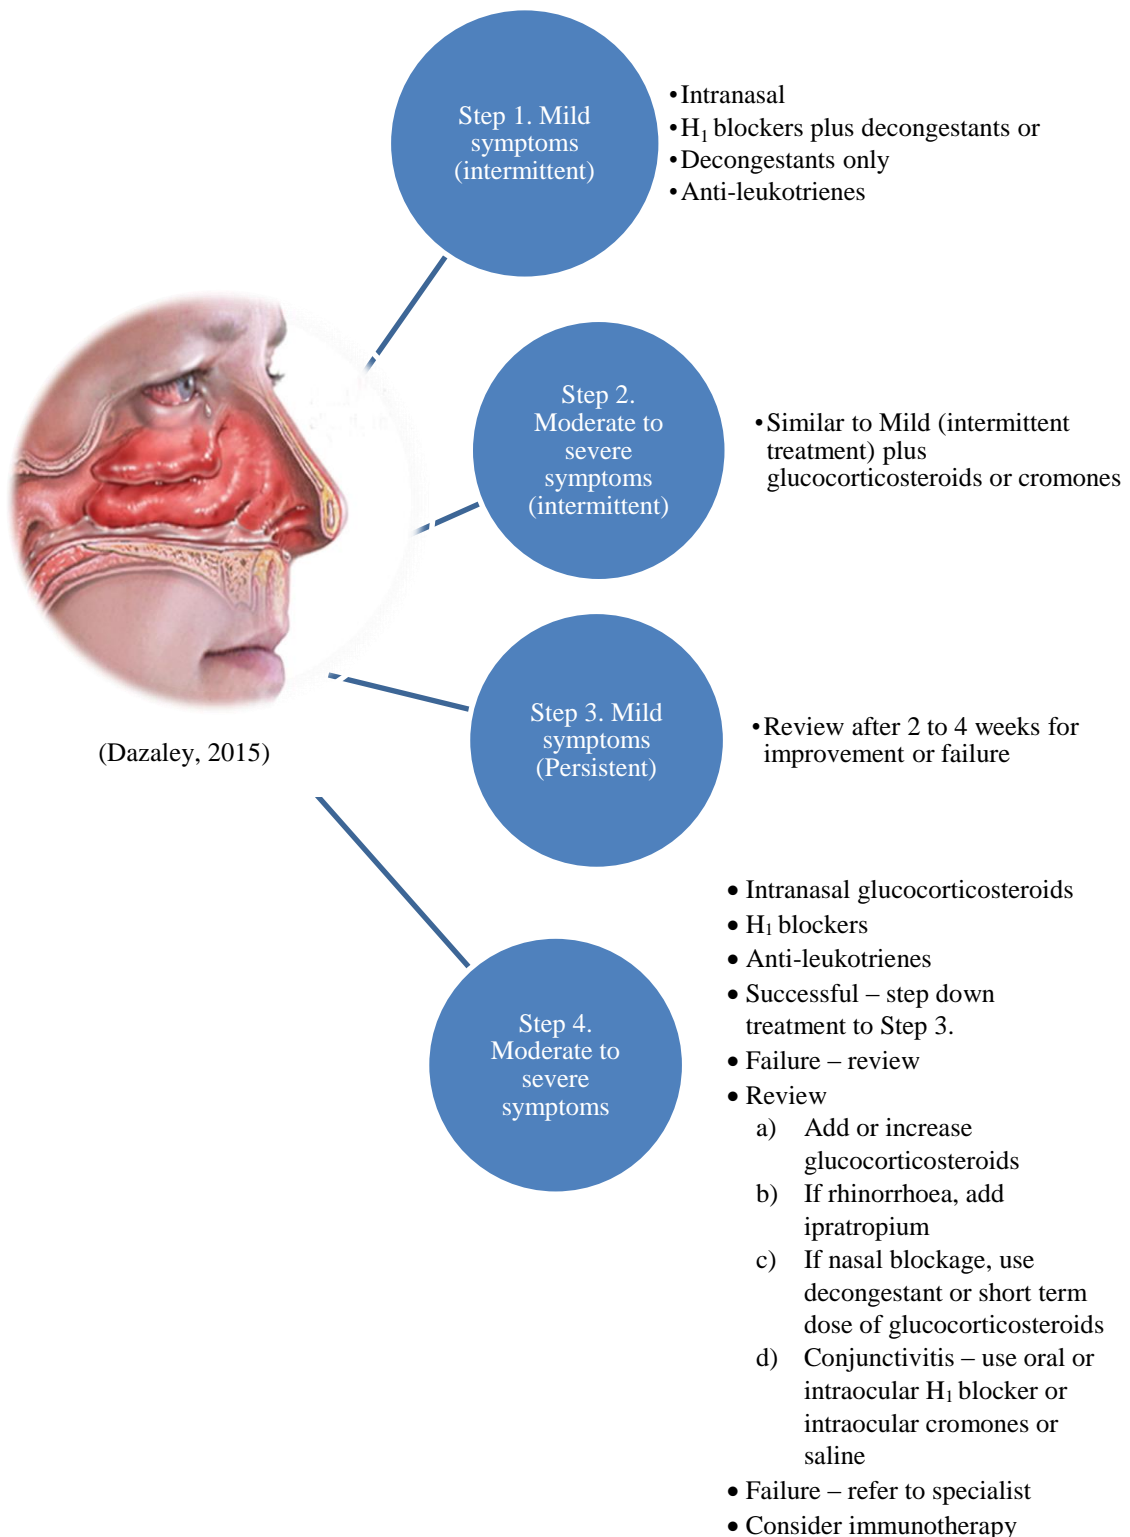 Step 1. Mild
symptoms
(intermittent)
•Intranasal
•H₁ blockers plus decongestants or
•Decongestants only
•Anti-leukotrienes
Step 2.
Moderate to
severe
symptoms
(intermittent)
•Similar to Mild (intermittent
treatment) plus
glucocorticosteroids or cromones
Step 3. Mild
symptoms
(Persistent)
•Review after 2 to 4 weeks for
improvement or failure
(Dazaley, 2015)
Step 4.
Moderate to
severe
symptoms
• Intranasal glucocorticosteroids
• H₁ blockers
• Anti-leukotrienes
• Successful – step down
treatment to Step 3.
• Failure – review
• Review
a) Add or increase
glucocorticosteroids
b) If rhinorrhoea, add
ipratropium
c) If nasal blockage, use
decongestant or short term
dose of glucocorticosteroids
d) Conjunctivitis – use oral or
intraocular H₁ blocker or
intraocular cromones or
saline
• Failure – refer to specialist
• Consider immunotherapy